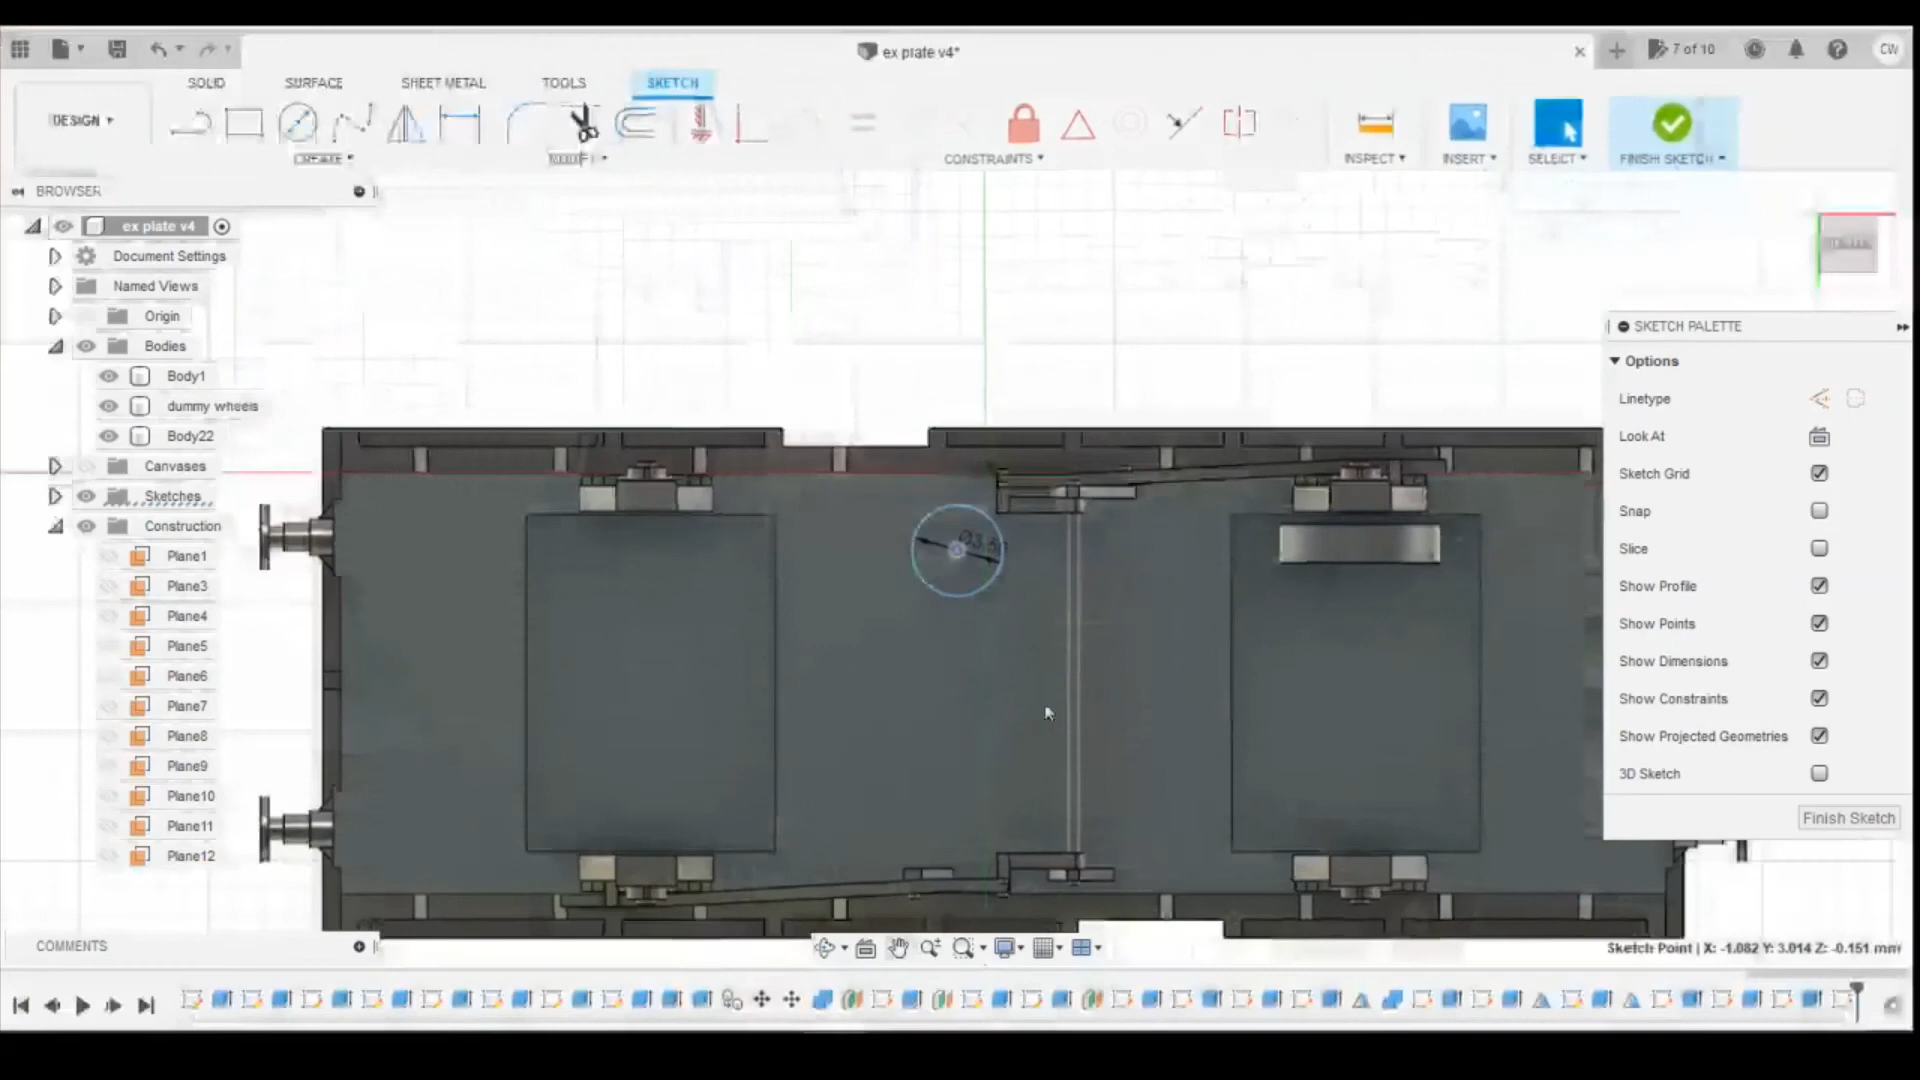 ex plate v4*
7 of 10
CW
SOLID
SURFACE
SHEET METAL
TOOLS
SKETCH
DESIGN
CREATE
CONSTRAINTS
INSPECT
INSERT
SELECT
FINISH SKETCH
BROWSER
ex plate v4
Document Settings
Named Views
Origin
Bodies
Body1
dummy wheels
Body22
Canvases
Sketches
Construction
Plane1
Plane3
Plane4
Plane5
Plane6
Plane7
Plane8
Plane9
Plane10
Plane11
Plane12
SKETCH PALETTE
Options
Linetype
Look At
Sketch Grid
Snap
Slice
Show Profile
Show Points
Show Dimensions
Show Constraints
Show Projected Geometries
3D Sketch
Finish Sketch
COMMENTS
Sketch Point | X: -1.082 Y: 3.014 Z: -0.151 mm